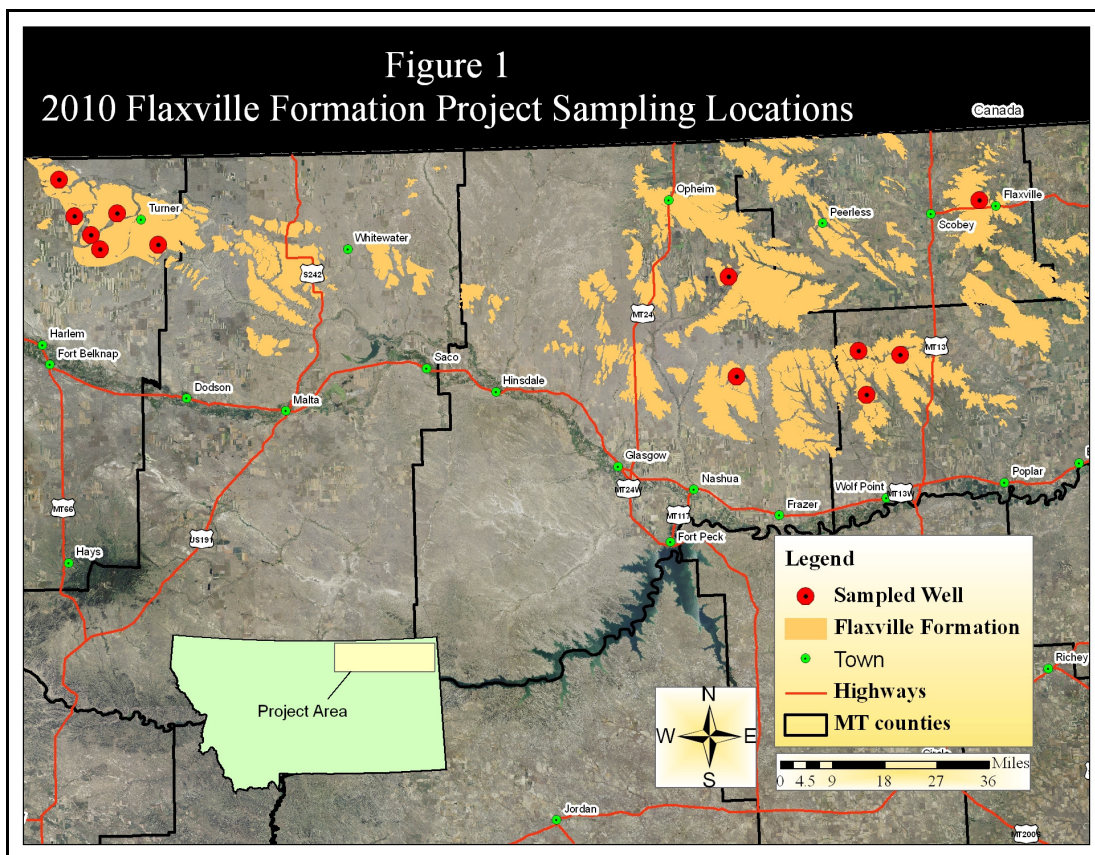 Figure 1
2010 Flaxville Formation Project Sampling Locations
Canada
Turner
Whitewater
Opheim
Peerless
Flaxville
Scobey
S242
MT24
MT13
Harlem
Fort Belknap
Dodson
Malta
Saco
Hinsdale
Glasgow
MT24W
Nashua
Frazer
Wolf Point
MT13W
Poplar
MT66
US191
MT117
Fort Peck
Hays
Legend
Sampled Well
Flaxville Formation
Town
Highways
MT counties
Richey
Project Area
N
W E
S
Miles
0 4.5 9 18 27 36
Jordan